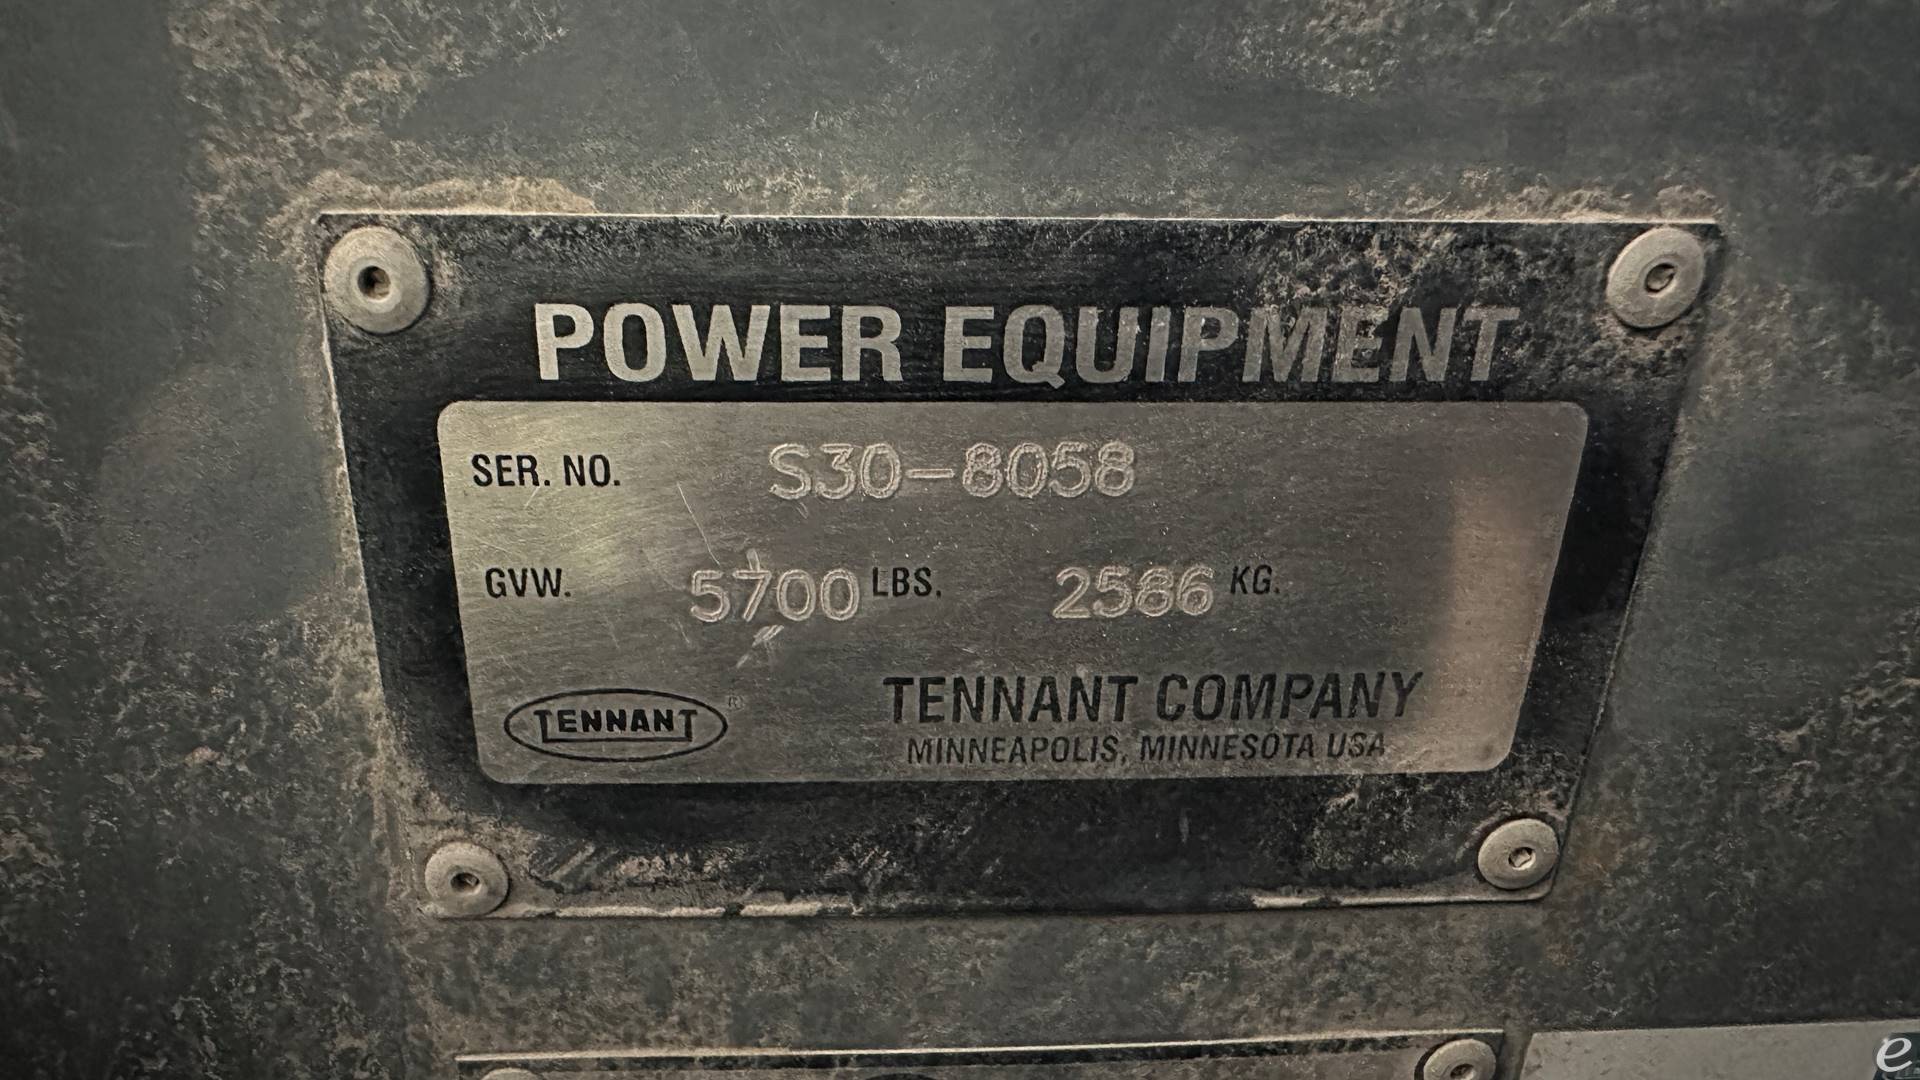 POWER EQUIPMENT
SER. NO. S30-8058
GVW. 5700 LBS. 2586 KG.
TENNANT ®
TENNANT COMPANY
MINNEAPOLIS, MINNESOTA USA
e